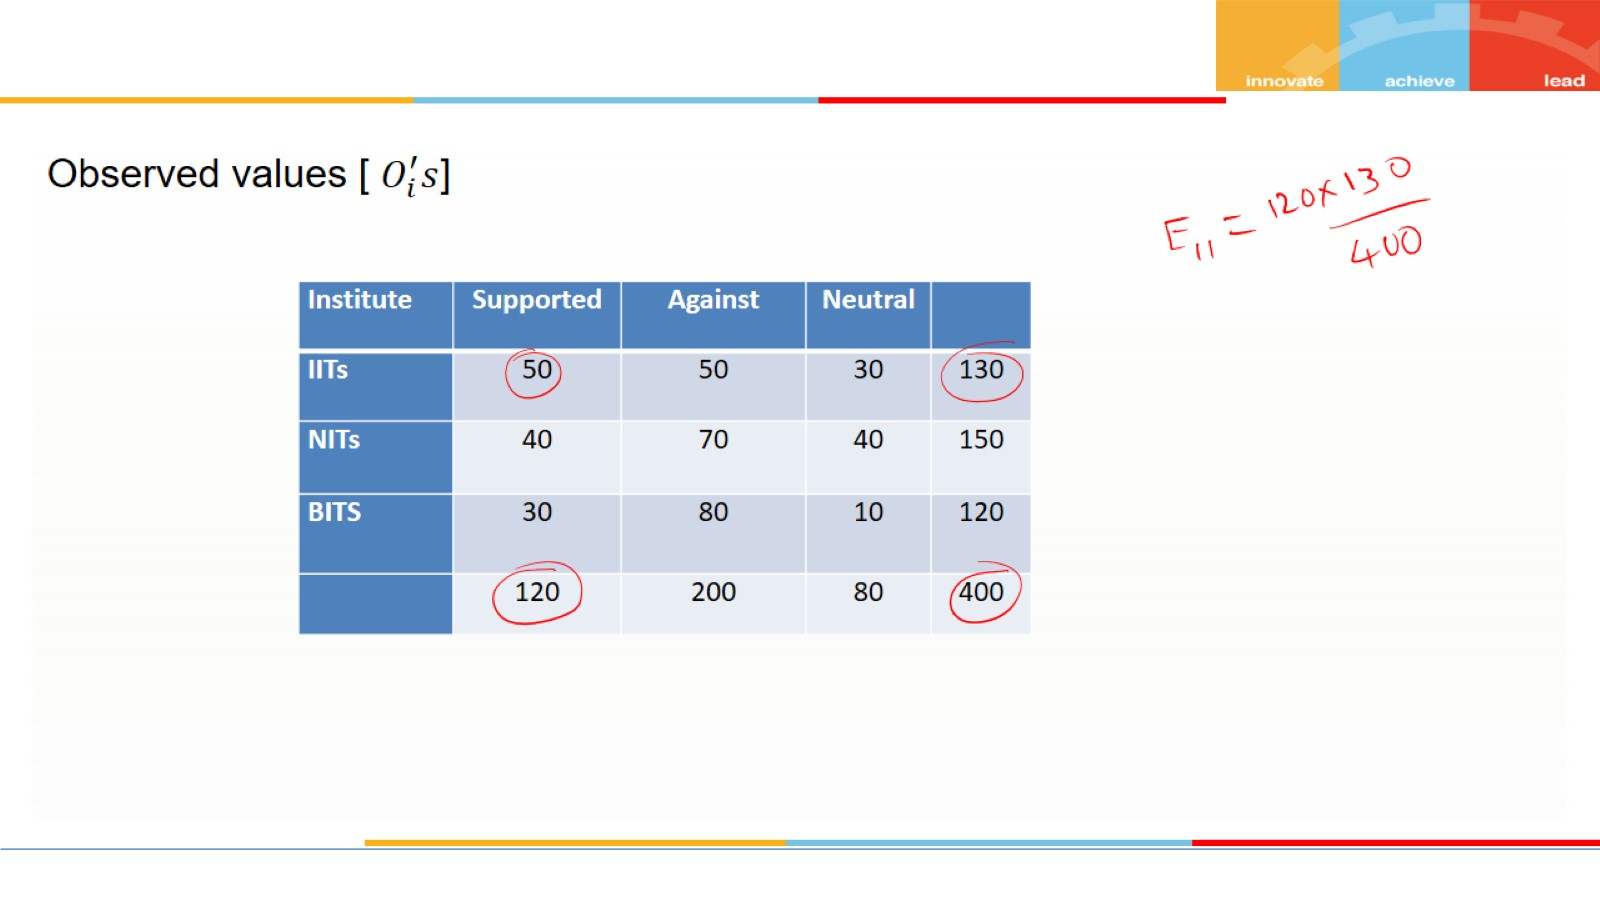 innovate achieve lead
Observed values [ O′ᵢs]
E₁₁ = 120×130
400
Institute Supported Against Neutral
IITs 50 50 30 130
NITs 40 70 40 150
BITS 30 80 10 120
120 200 80 400